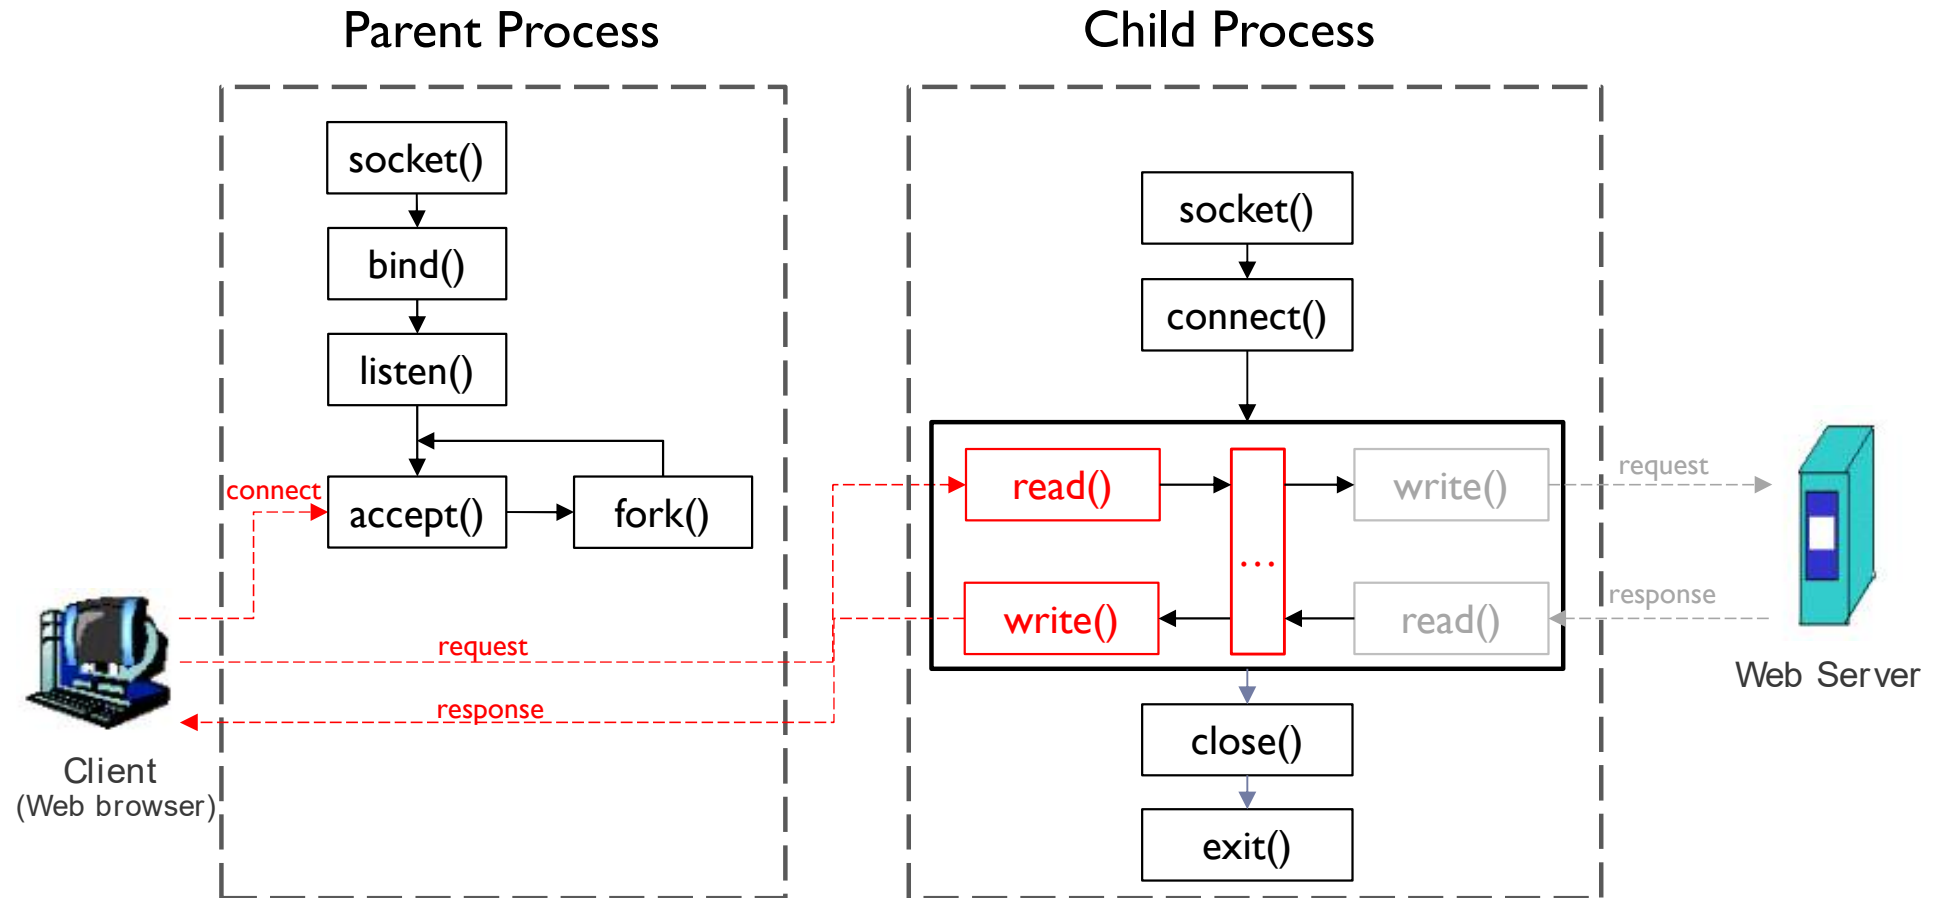 Parent Process
Child Process
socket()
bind()
listen()
connect
accept()
fork()
request
response
Client
(Web browser)
socket()
connect()
read()
write()
...
write()
read()
close()
exit()
request
response
Web Server